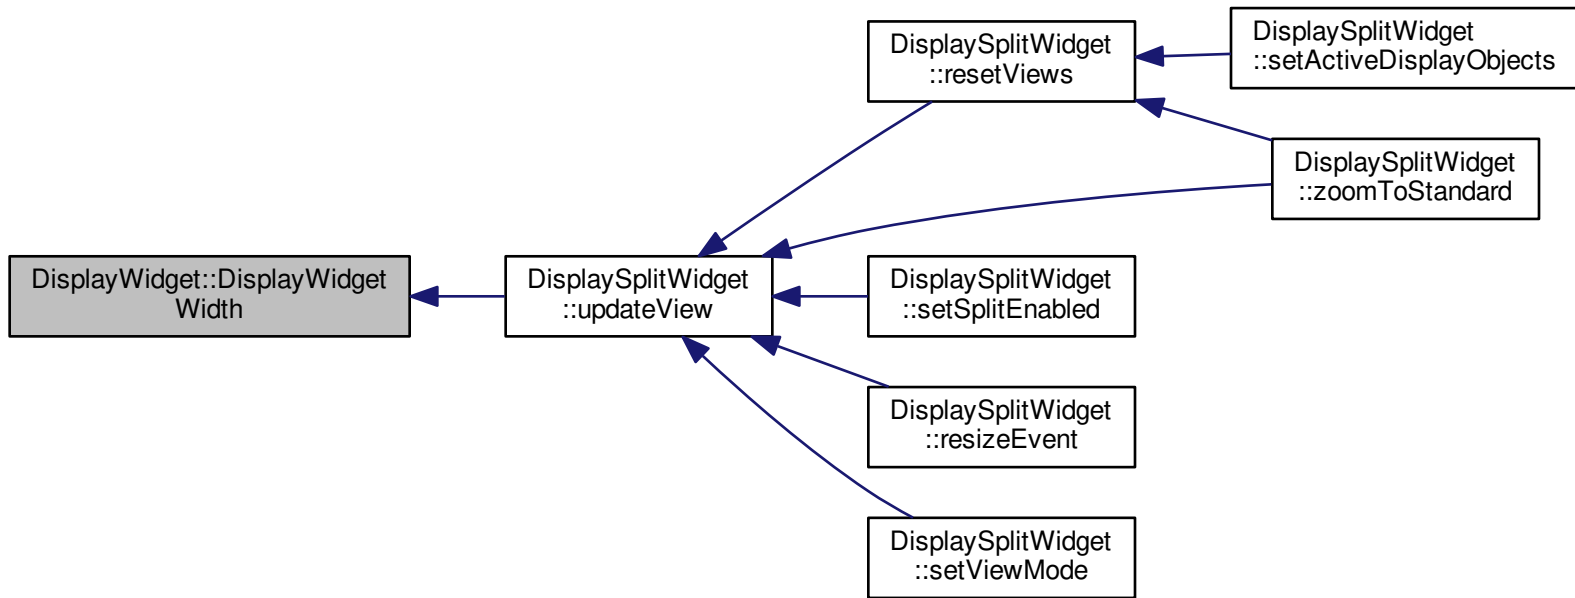 DisplaySplitWidget
::setActiveDisplayObjects
DisplaySplitWidget
::resetViews
DisplaySplitWidget
::zoomToStandard
DisplayWidget::DisplayWidget
Width
DisplaySplitWidget
::updateView
DisplaySplitWidget
::setSplitEnabled
DisplaySplitWidget
::resizeEvent
DisplaySplitWidget
::setViewMode